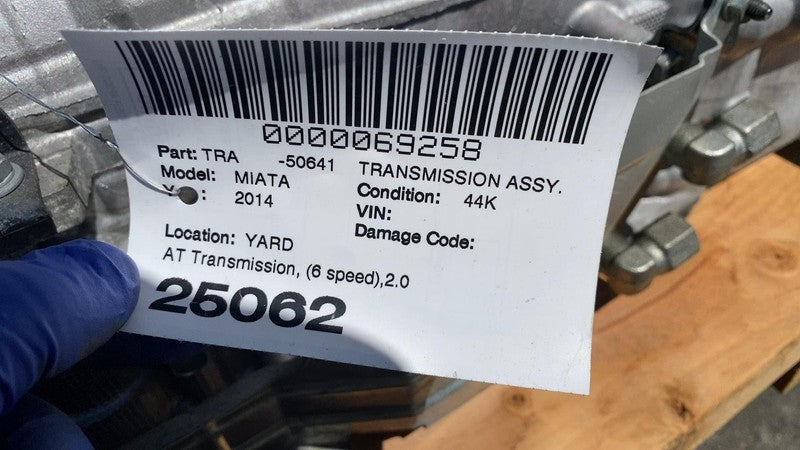 0000069258
Part: TRA -50641 TRANSMISSION ASSY.
Model: MIATA Condition: 44K
2014 VIN:
Location: YARD Damage Code:
AT Transmission, (6 speed),2.0
25062